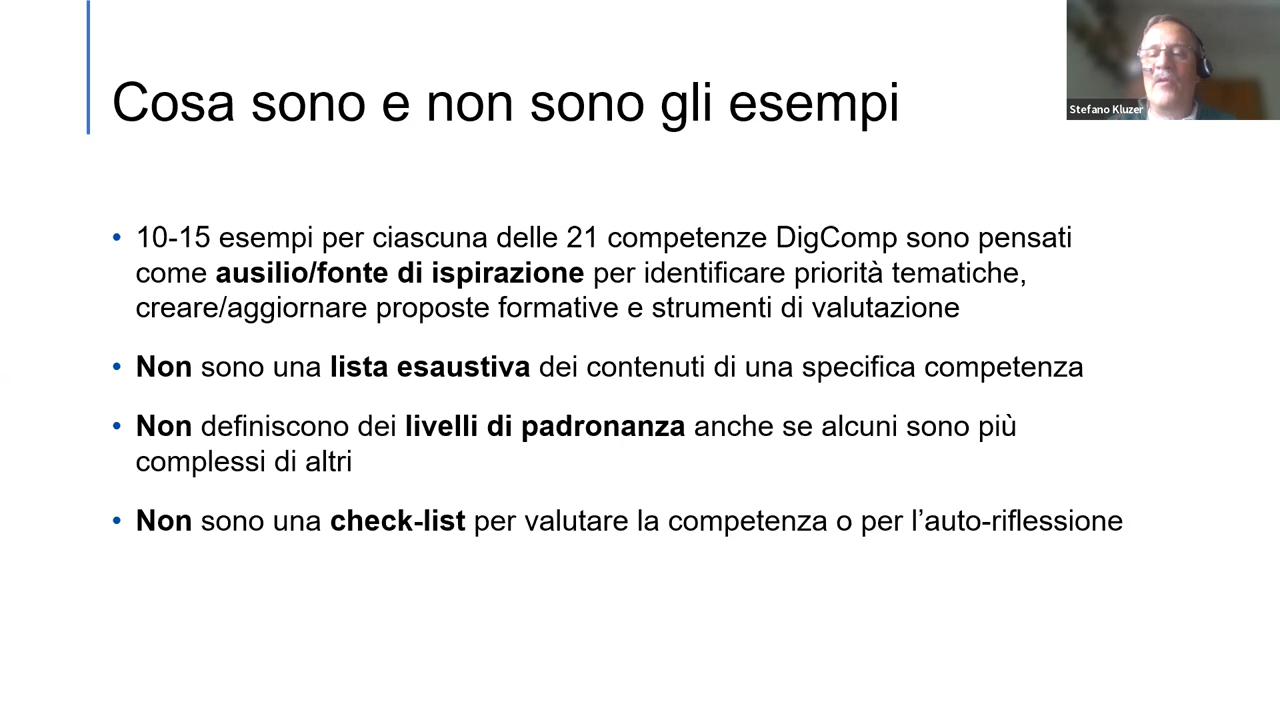 Cosa sono e non sono gli esempi
Stefano Kluzer
• 10-15 esempi per ciascuna delle 21 competenze DigComp sono pensati
come ausilio/fonte di ispirazione per identificare priorità tematiche,
creare/aggiornare proposte formative e strumenti di valutazione
• Non sono una lista esaustiva dei contenuti di una specifica competenza
• Non definiscono dei livelli di padronanza anche se alcuni sono più
complessi di altri
• Non sono una check-list per valutare la competenza o per l’auto-riflessione